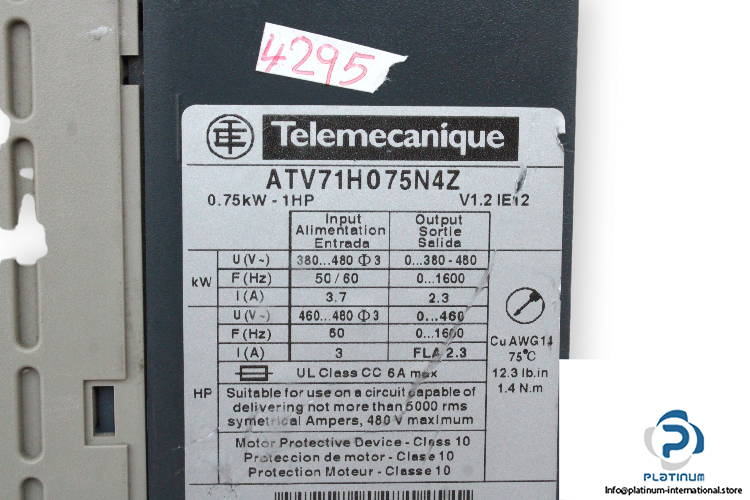 4295
Telemecanique
ATV71H075N4Z
0.75kW - 1HP V1.2 IE12
Input Output
Alimentation Sortie
Entrada Salida
kW
U (V~) 380...480 Φ 3 0...380 - 480
F (Hz) 50 / 60 0...1600
I (A) 3.7 2.3
HP
U (V~) 460...480 Φ 3 0...460
F (Hz) 60 0...1600
I (A) 3 FLA 2.3
Cu AWG14
75°C
12.3 lb.in
1.4 N.m
UL Class CC 6A max
Suitable for use on a circuit capable of
delivering not more than 5000 rms
symetrical Ampers, 480 V maximum
Motor Protective Device - Class 10
Proteccion de motor - Clase 10
Protection Moteur - Classe 10
PLATINUM
Info@platinum-international.store